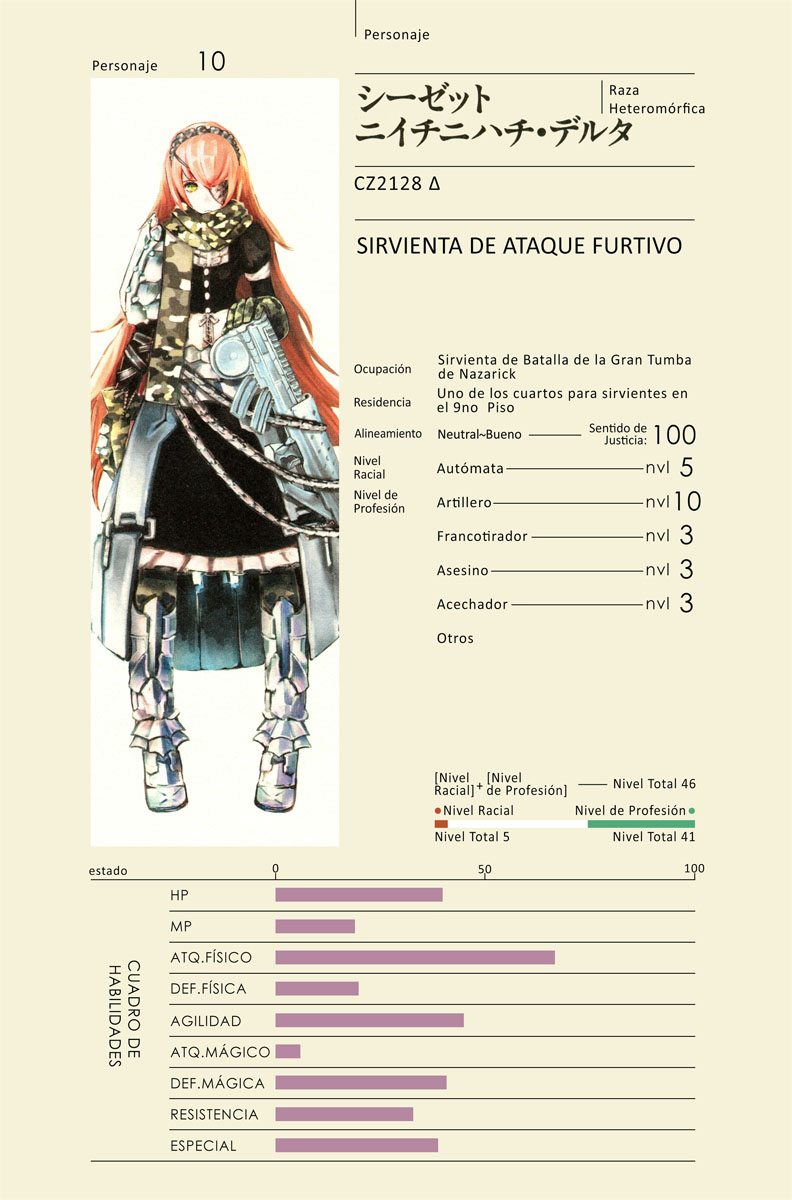 Personaje
Personaje 10
シーゼット
ニイチニハチ・デルタ
Raza
Heteromórfica
CZ2128 Δ
SIRVIENTA DE ATAQUE FURTIVO
Ocupación
Sirvienta de Batalla de la Gran Tumba
de Nazarick
Residencia
Uno de los cuartos para sirvientes en
el 9no Piso
Alineamiento Neutral~Bueno
Sentido de
Justicia: 100
Nivel
Racial
Autómata nvl 5
Nivel de
Profesión
Artillero nvl 10
Francotirador nvl 3
Asesino nvl 3
Acechador nvl 3
Otros
[Nivel
Racial] + [Nivel
de Profesión]
Nivel Total 46
Nivel Racial Nivel de Profesión
Nivel Total 5 Nivel Total 41
estado 0 50 100
CUADRO DE
HABILIDADES
HP
MP
ATQ.FÍSICO
DEF.FÍSICA
AGILIDAD
ATQ.MÁGICO
DEF.MÁGICA
RESISTENCIA
ESPECIAL